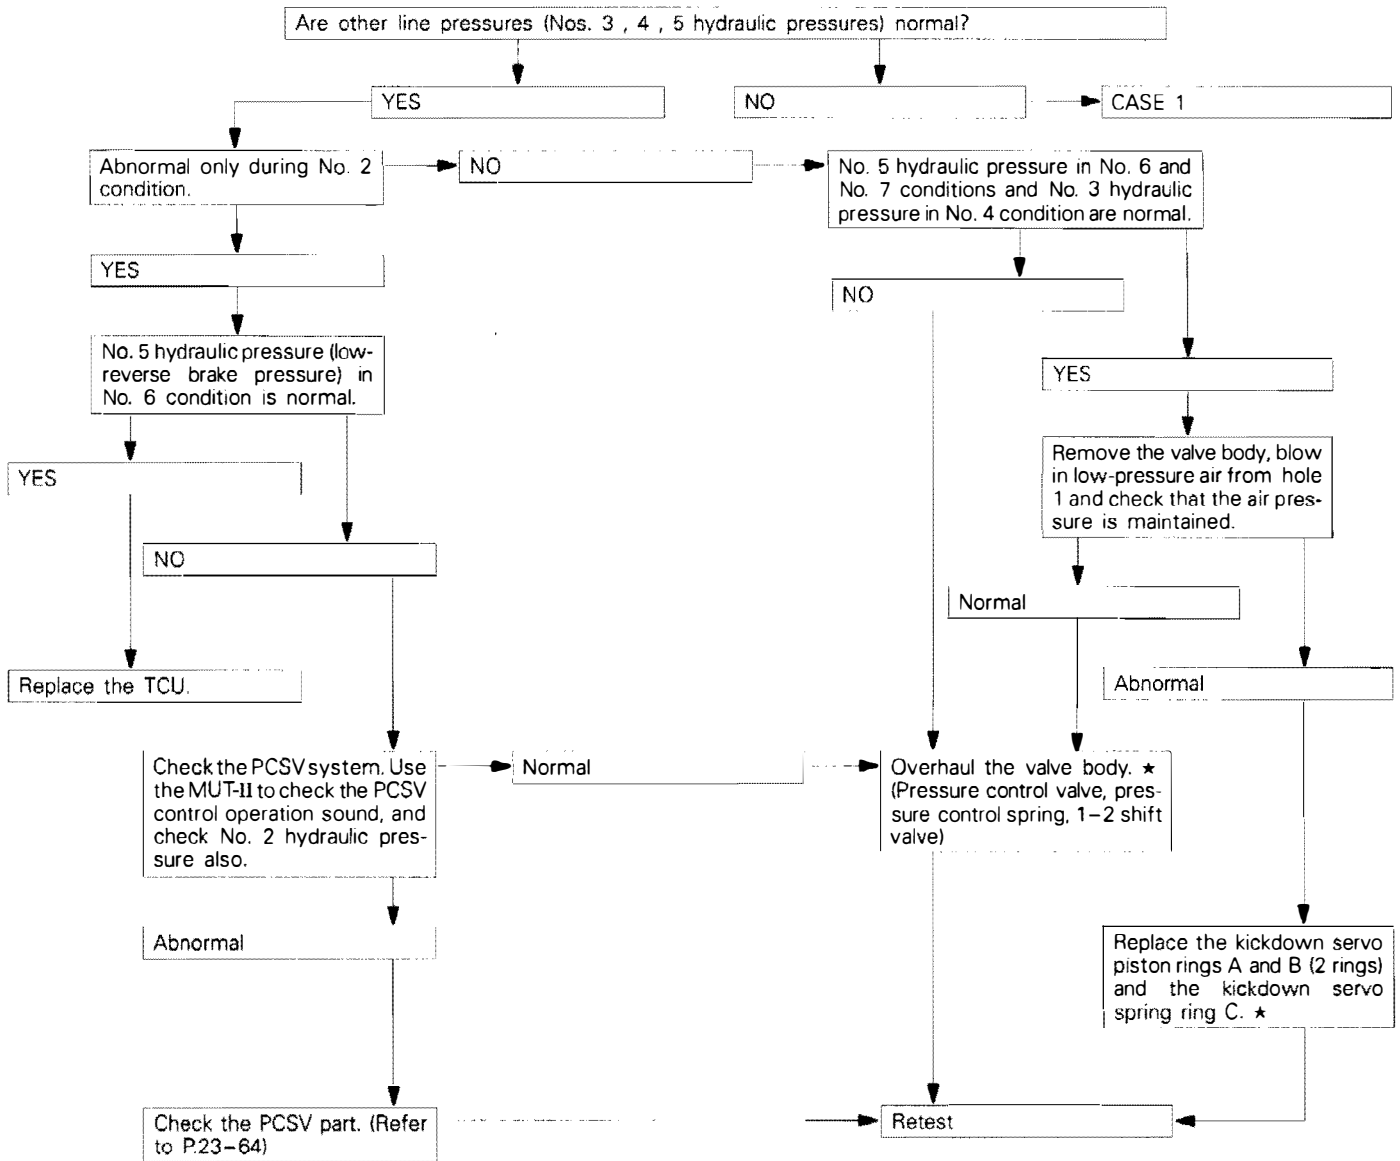 Are other line pressures (Nos. 3 , 4 , 5 hydraulic pressures) normal?
YES
NO
CASE 1
Abnormal only during No. 2
condition.
NO
No. 5 hydraulic pressure in No. 6 and
No. 7 conditions and No. 3 hydraulic
pressure in No. 4 condition are normal.
YES
NO
No. 5 hydraulic pressure (low-
reverse brake pressure) in
No. 6 condition is normal.
YES
Remove the valve body, blow
in low-pressure air from hole
1 and check that the air pres-
sure is maintained.
YES
NO
Normal
Replace the TCU.
Abnormal
Check the PCSV system. Use
the MUT-II to check the PCSV
control operation sound, and
check No. 2 hydraulic pres-
sure also.
Normal
Overhaul the valve body. ★
(Pressure control valve, pres-
sure control spring, 1–2 shift
valve)
Abnormal
Replace the kickdown servo
piston rings A and B (2 rings)
and the kickdown servo
spring ring C. ★
Check the PCSV part. (Refer
to P.23–64)
Retest